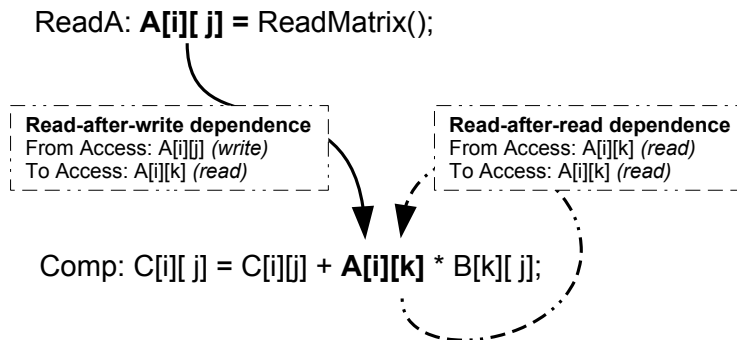 ReadA: A[i][ j] = ReadMatrix();
Read-after-write dependence
From Access: A[i][j] (write)
To Access: A[i][k] (read)
Read-after-read dependence
From Access: A[i][k] (read)
To Access: A[i][k] (read)
Comp: C[i][ j] = C[i][j] + A[i][k] * B[k][ j];